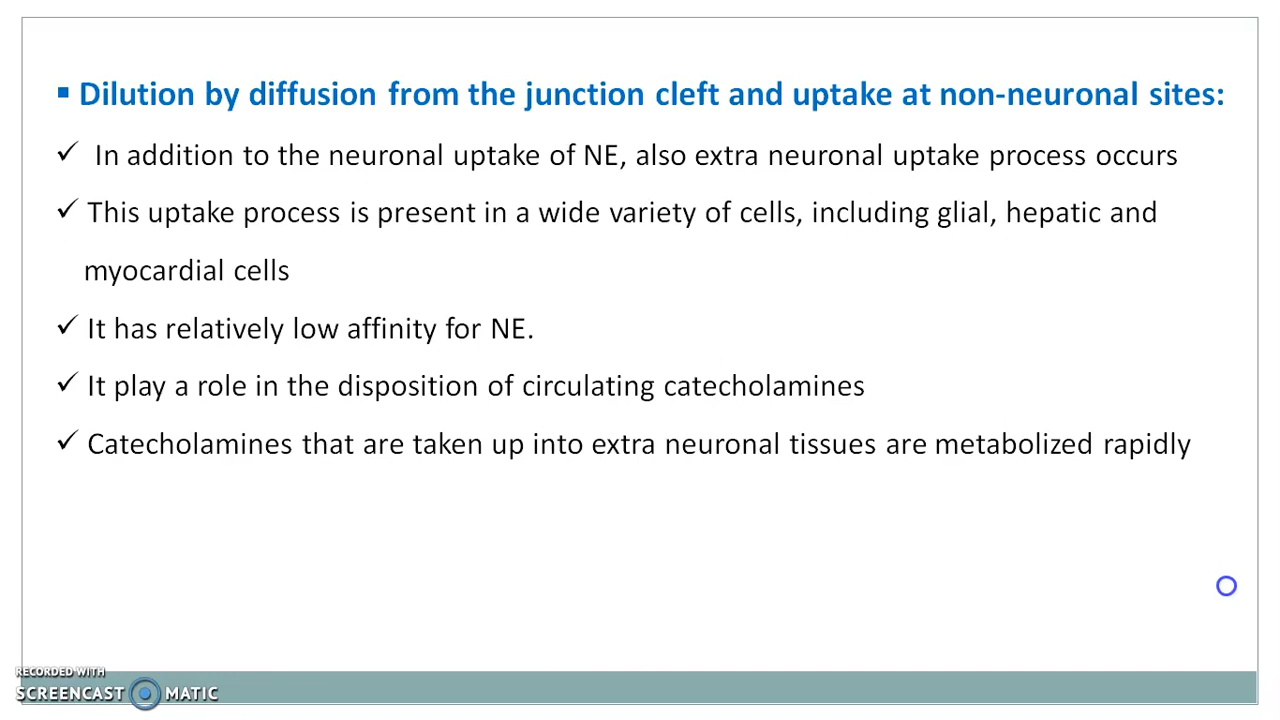 ▪ Dilution by diffusion from the junction cleft and uptake at non-neuronal sites:
✓ In addition to the neuronal uptake of NE, also extra neuronal uptake process occurs
✓ This uptake process is present in a wide variety of cells, including glial, hepatic and
myocardial cells
✓ It has relatively low affinity for NE.
✓ It play a role in the disposition of circulating catecholamines
✓ Catecholamines that are taken up into extra neuronal tissues are metabolized rapidly
RECORDED WITH
SCREENCAST MATIC